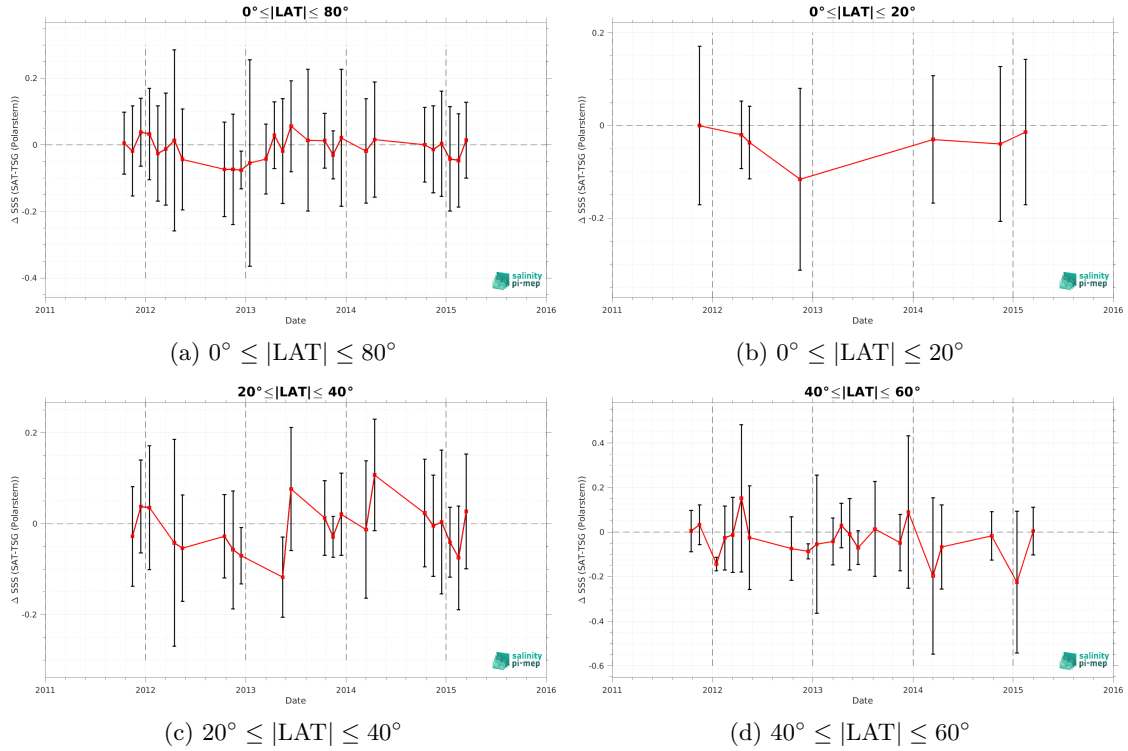 0°≤|LAT|≤ 80°
Δ SSS (SAT-TSG (Polarstern))
0.2
0
-0.2
-0.4
2011 2012 2013 2014 2015 2016
Date
salinity
pi-mep
(a) 0° ≤ |LAT| ≤ 80°
0°≤|LAT|≤ 20°
Δ SSS (SAT-TSG (Polarstern))
0.2
0
-0.2
2011 2012 2013 2014 2015 2016
Date
salinity
pi-mep
(b) 0° ≤ |LAT| ≤ 20°
20°≤|LAT|≤ 40°
Δ SSS (SAT-TSG (Polarstern))
0.2
0
-0.2
2011 2012 2013 2014 2015 2016
Date
salinity
pi-mep
(c) 20° ≤ |LAT| ≤ 40°
40°≤|LAT|≤ 60°
Δ SSS (SAT-TSG (Polarstern))
0.4
0.2
0
-0.2
-0.4
-0.6
2011 2012 2013 2014 2015 2016
Date
salinity
pi-mep
(d) 40° ≤ |LAT| ≤ 60°